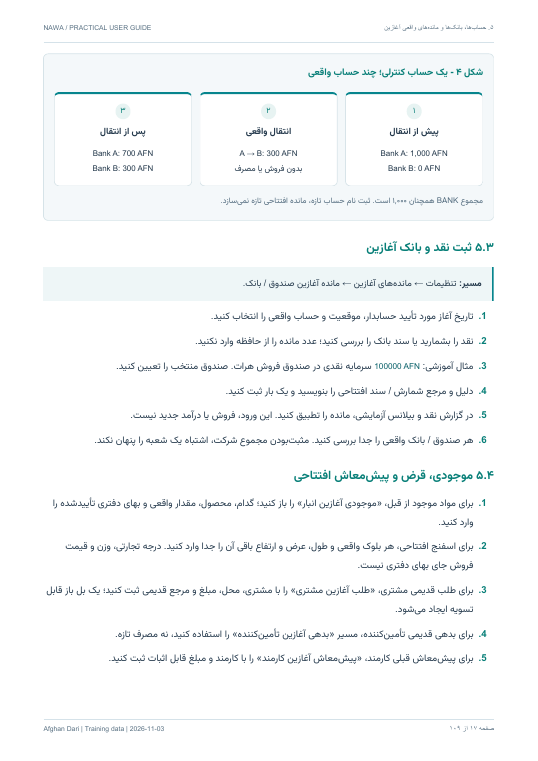 ۵. حساب‌ها، بانک‌ها و مانده‌های واقعی آغازین
NAWA / PRACTICAL USER GUIDE
شکل ۴ - یک حساب کنترلی؛ چند حساب واقعی
۱
پیش از انتقال
Bank A: 1,000 AFN
Bank B: 0 AFN
۲
انتقال واقعی
A → B: 300 AFN
بدون فروش یا مصرف
۳
پس از انتقال
Bank A: 700 AFN
Bank B: 300 AFN
مجموع BANK همچنان ۱,۰۰۰ است. ثبت نام حساب تازه، مانده افتتاحی تازه نمی‌سازد.
۵.۳ ثبت نقد و بانک آغازین
مسیر: تنظیمات ← مانده‌های آغازین ← مانده آغازین صندوق / بانک.
1. تاریخ آغاز مورد تأیید حسابدار، موقعیت و حساب واقعی را انتخاب کنید.
2. نقد را بشمارید یا سند بانک را بررسی کنید؛ عدد مانده را از حافظه وارد نکنید.
3. مثال آموزشی: 100000 AFN سرمایه نقدی در صندوق فروش هرات. صندوق منتخب را تعیین کنید.
4. دلیل و مرجع شمارش / سند افتتاحی را بنویسید و یک بار ثبت کنید.
5. در گزارش نقد و بیلانس آزمایشی، مانده را تطبیق کنید. این ورود، فروش یا درآمد جدید نیست.
6. هر صندوق / بانک واقعی را جدا بررسی کنید. مثبت‌بودن مجموع شرکت، اشتباه یک شعبه را پنهان نکند.
۵.۴ موجودی، قرض و پیش‌معاش افتتاحی
1. برای مواد موجود از قبل، «موجودی آغازین انبار» را باز کنید؛ گدام، محصول، مقدار واقعی و بهای دفتری تأییدشده را
وارد کنید.
2. برای اسفنج افتتاحی، هر بلوک واقعی و طول، عرض و ارتفاع باقی آن را جدا وارد کنید. درجه تجارتی، وزن و قیمت
فروش جای بهای دفتری نیست.
3. برای طلب قدیمی مشتری، «طلب آغازین مشتری» را با مشتری، محل، مبلغ و مرجع قدیمی ثبت کنید؛ یک بل باز قابل
تسویه ایجاد می‌شود.
4. برای بدهی قدیمی تأمین‌کننده، مسیر «بدهی آغازین تأمین‌کننده» را استفاده کنید، نه مصرف تازه.
5. برای پیش‌معاش قبلی کارمند، «پیش‌معاش آغازین کارمند» را با کارمند و مبلغ قابل اثبات ثبت کنید.
صفحه ۱۷ از ۱۰۹
Afghan Dari | Training data | 2026-11-03